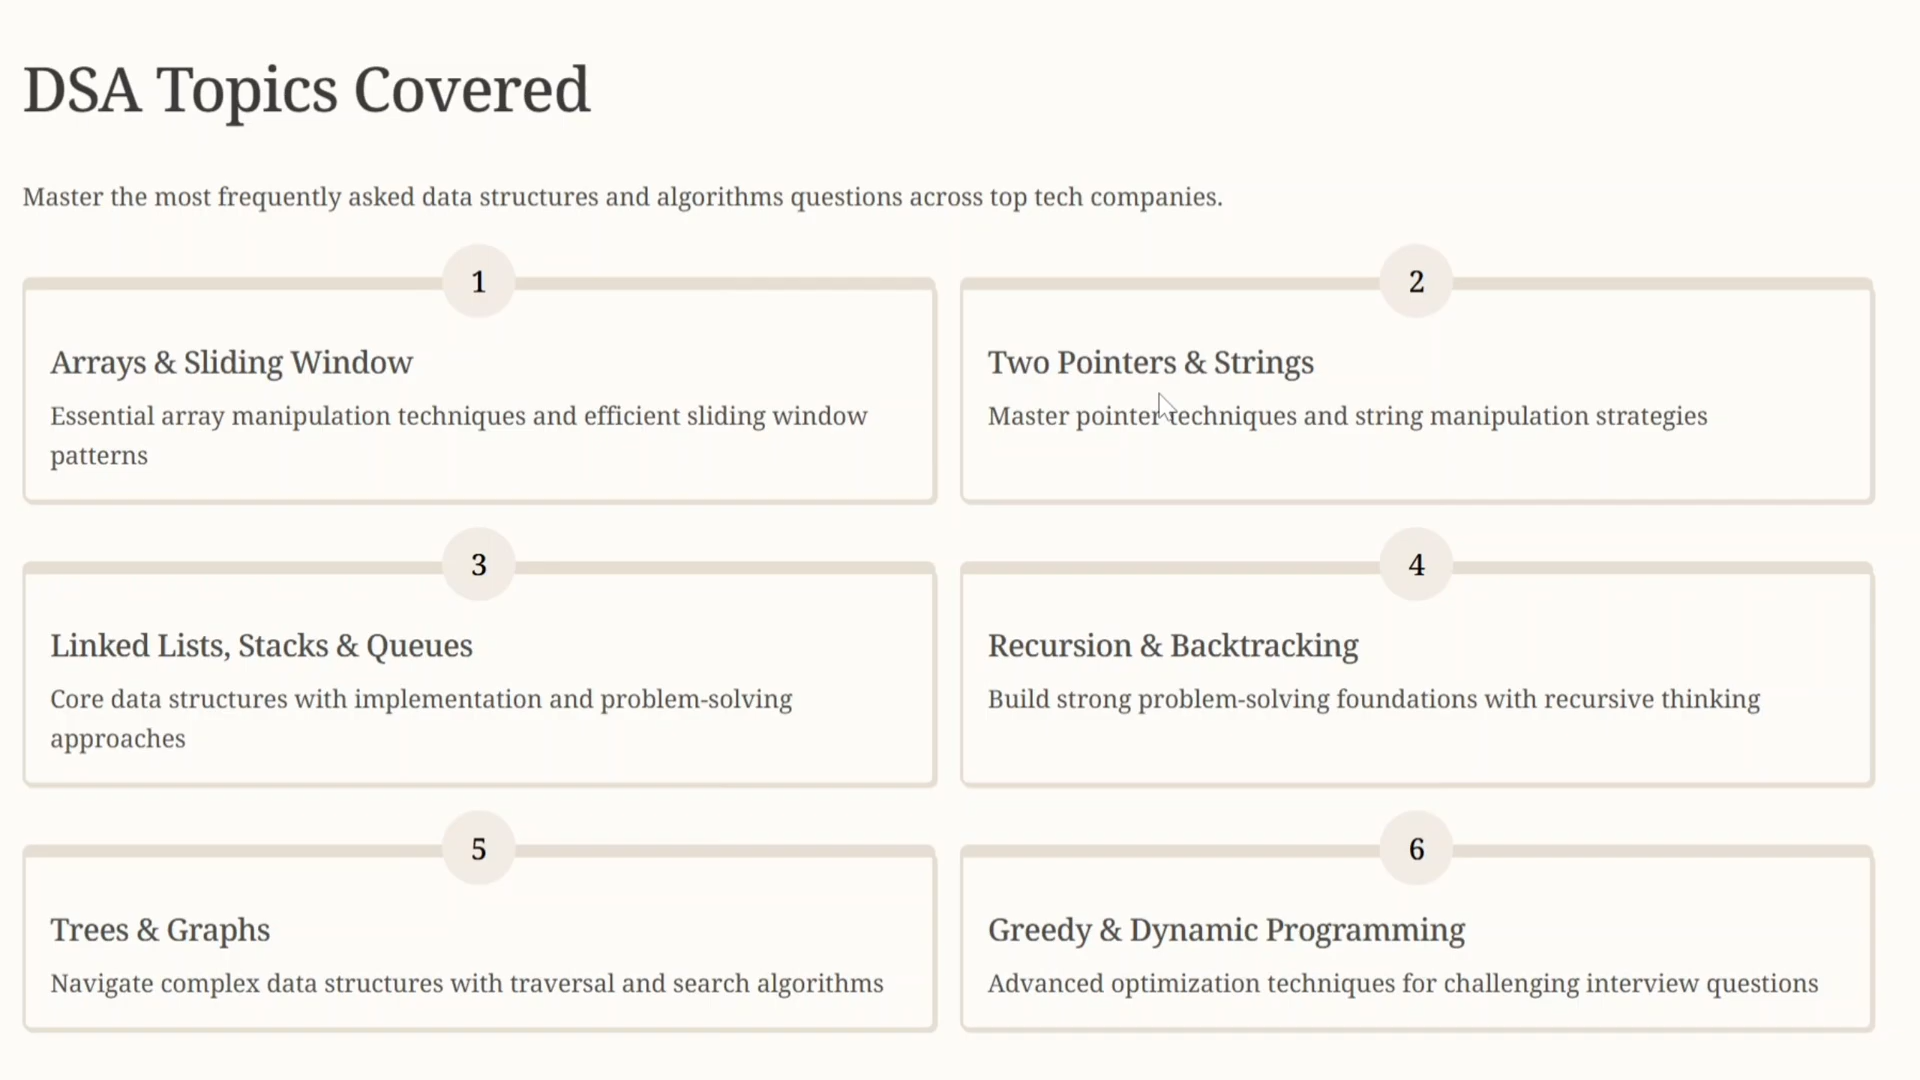 DSA Topics Covered
Master the most frequently asked data structures and algorithms questions across top tech companies.
1
Arrays & Sliding Window
Essential array manipulation techniques and efficient sliding window
patterns
2
Two Pointers & Strings
Master pointer techniques and string manipulation strategies
3
Linked Lists, Stacks & Queues
Core data structures with implementation and problem-solving
approaches
4
Recursion & Backtracking
Build strong problem-solving foundations with recursive thinking
5
Trees & Graphs
Navigate complex data structures with traversal and search algorithms
6
Greedy & Dynamic Programming
Advanced optimization techniques for challenging interview questions